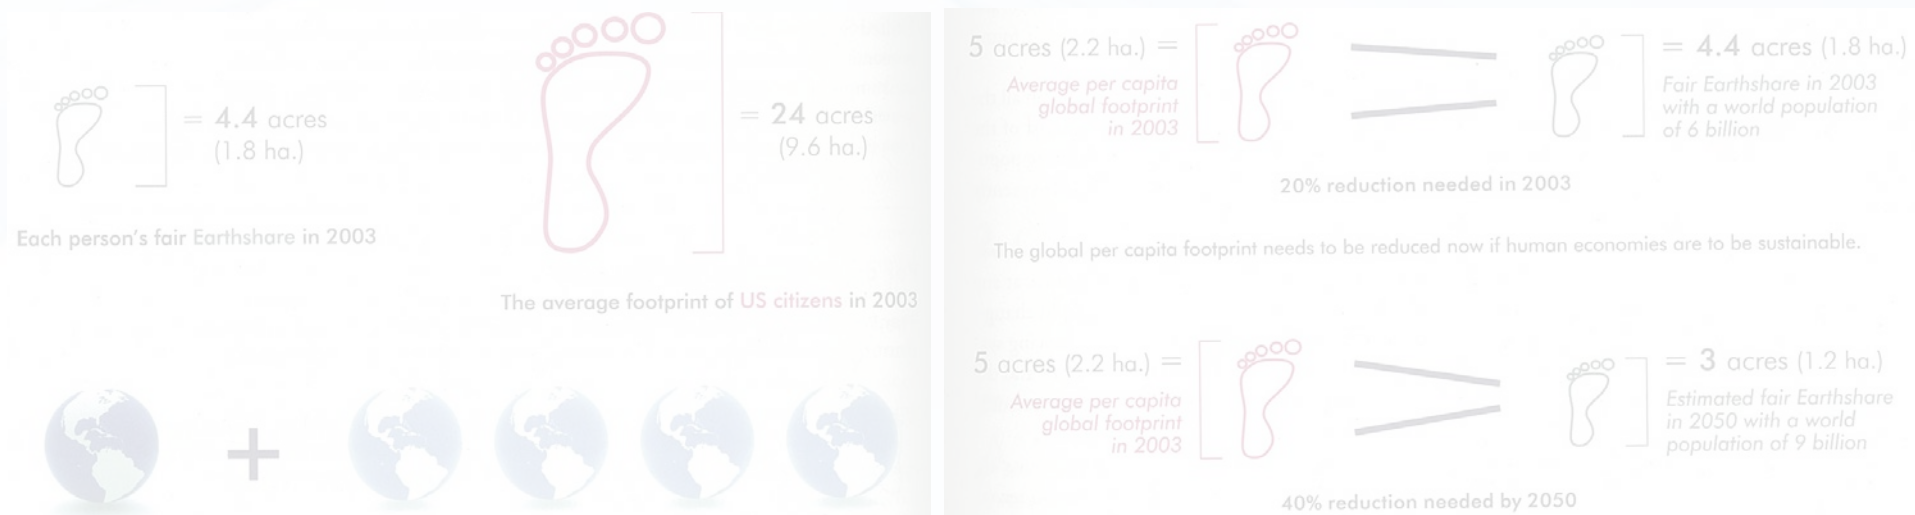 = 4.4 acres
(1.8 ha.)
Each person's fair Earthshare in 2003
= 24 acres
(9.6 ha.)
The average footprint of US citizens in 2003
+
5 acres (2.2 ha.) =
Average per capita
global footprint
in 2003
= 4.4 acres (1.8 ha.)
Fair Earthshare in 2003
with a world population
of 6 billion
20% reduction needed in 2003
The global per capita footprint needs to be reduced now if human economies are to be sustainable.
5 acres (2.2 ha.) =
Average per capita
global footprint
in 2003
= 3 acres (1.2 ha.)
Estimated fair Earthshare
in 2050 with a world
population of 9 billion
40% reduction needed by 2050